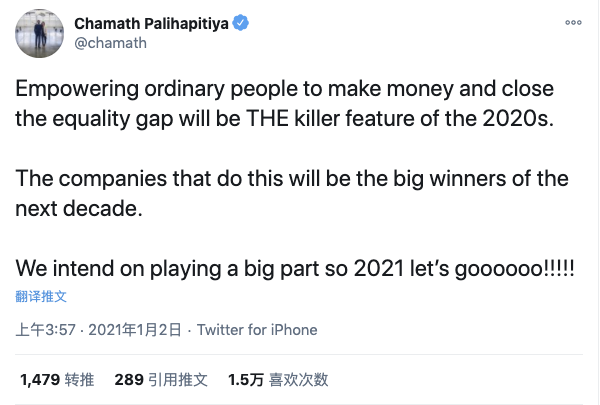 Chamath Palihapitiya
@chamath
Empowering ordinary people to make money and close
the equality gap will be THE killer feature of the 2020s.
The companies that do this will be the big winners of the
next decade.
We intend on playing a big part so 2021 let's goooooo!!!!!
翻译推文
上午3:57 · 2021年1月2日 · Twitter for iPhone
1,479 转推 289 引用推文 1.5万 喜欢次数